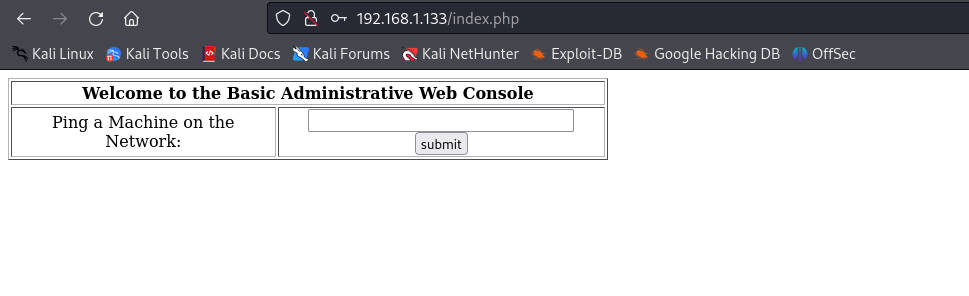 192.168.1.133/index.php
Kali Linux Kali Tools Kali Docs Kali Forums Kali NetHunter Exploit-DB Google Hacking DB OffSec
Welcome to the Basic Administrative Web Console
Ping a Machine on the
Network:
submit